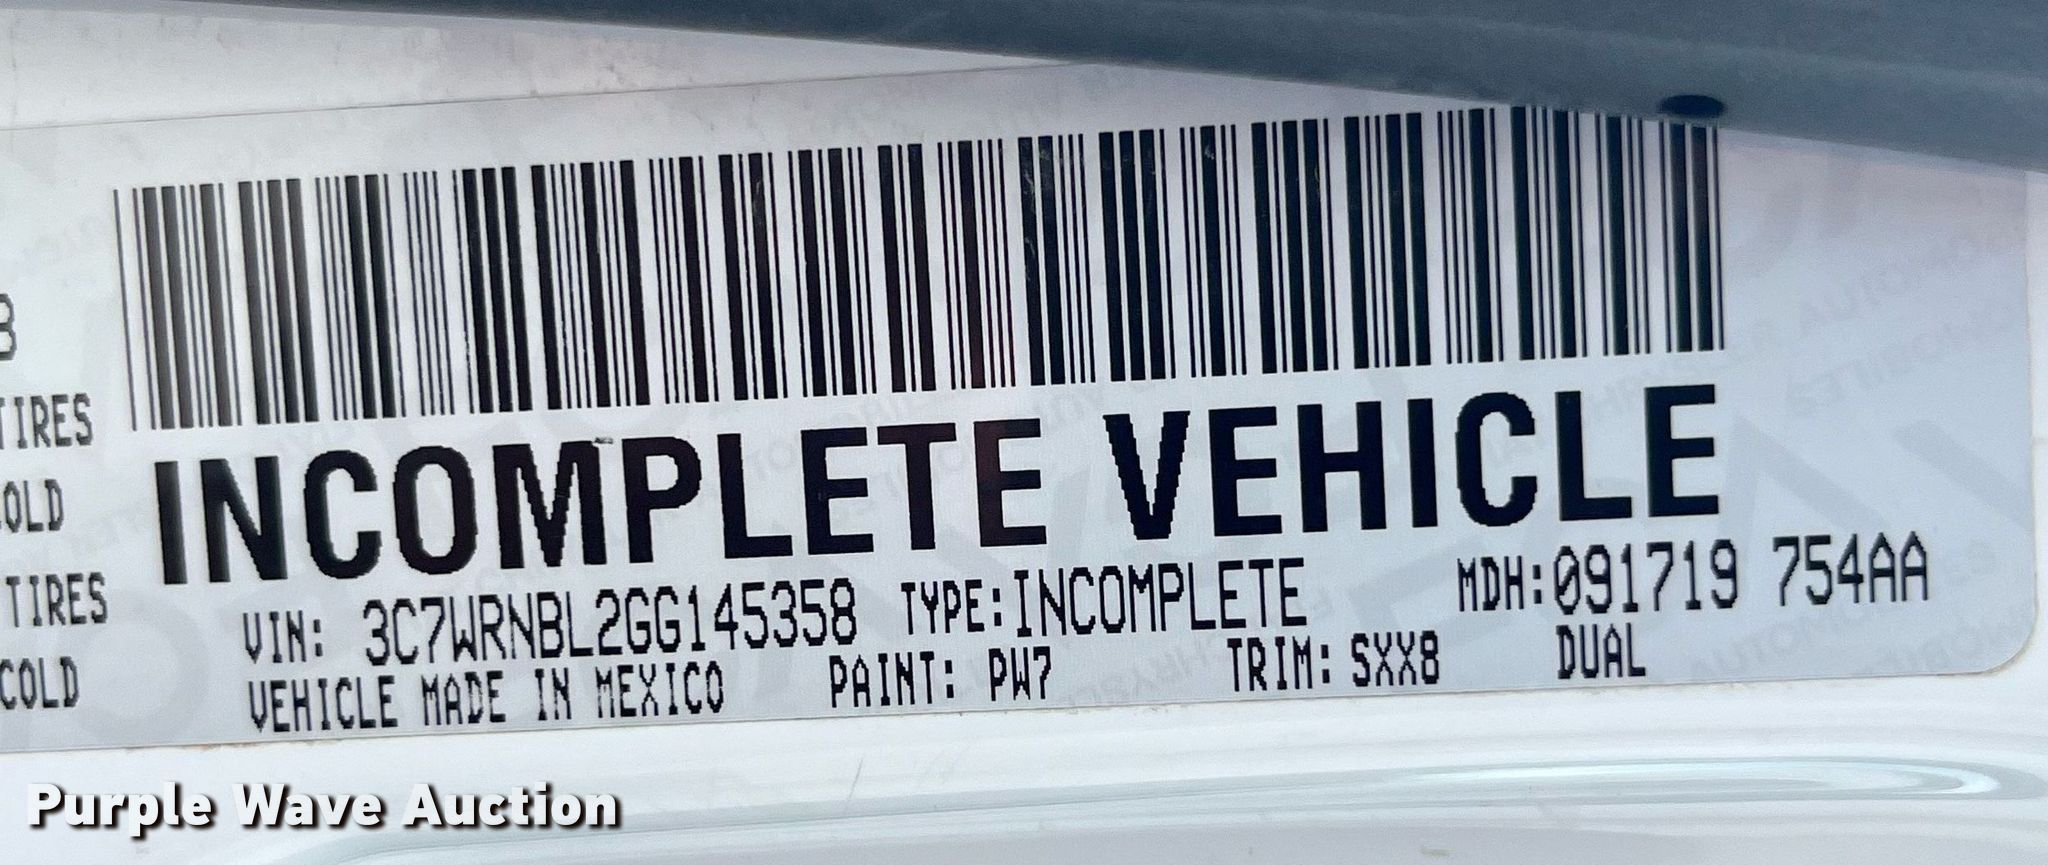 B
TIRES
COLD
TIRES
COLD
INCOMPLETE VEHICLE
VIN: 3C7WRNBL2GG145358 TYPE:INCOMPLETE MDH:091719 754AA
VEHICLE MADE IN MEXICO PAINT: PW7 TRIM: SXX8 DUAL
Purple Wave Auction